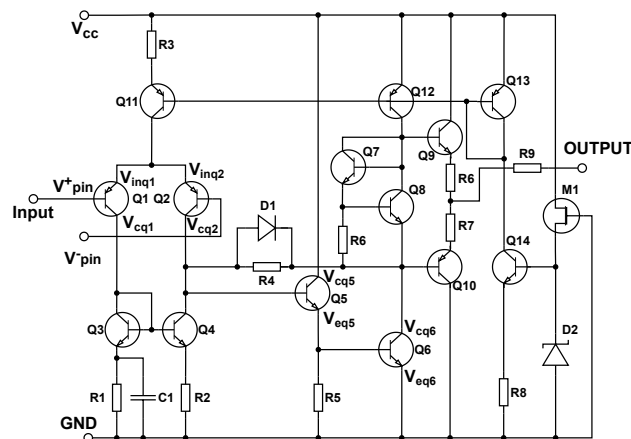 Vcc
R3
Q11
Q12
Q13
Q7
Q9
OUTPUT
R9
R6
M1
V+pin
Vinq1
Vinq2
Q8
Input
Q1
Q2
D1
Vcq1
Vcq2
R6
R7
Q14
V-pin
R4
Vcq5
Q10
Q5
Q3
Q4
Veq5
Vcq6
Q6
D2
Veq6
R1
C1
R2
R5
R8
GND